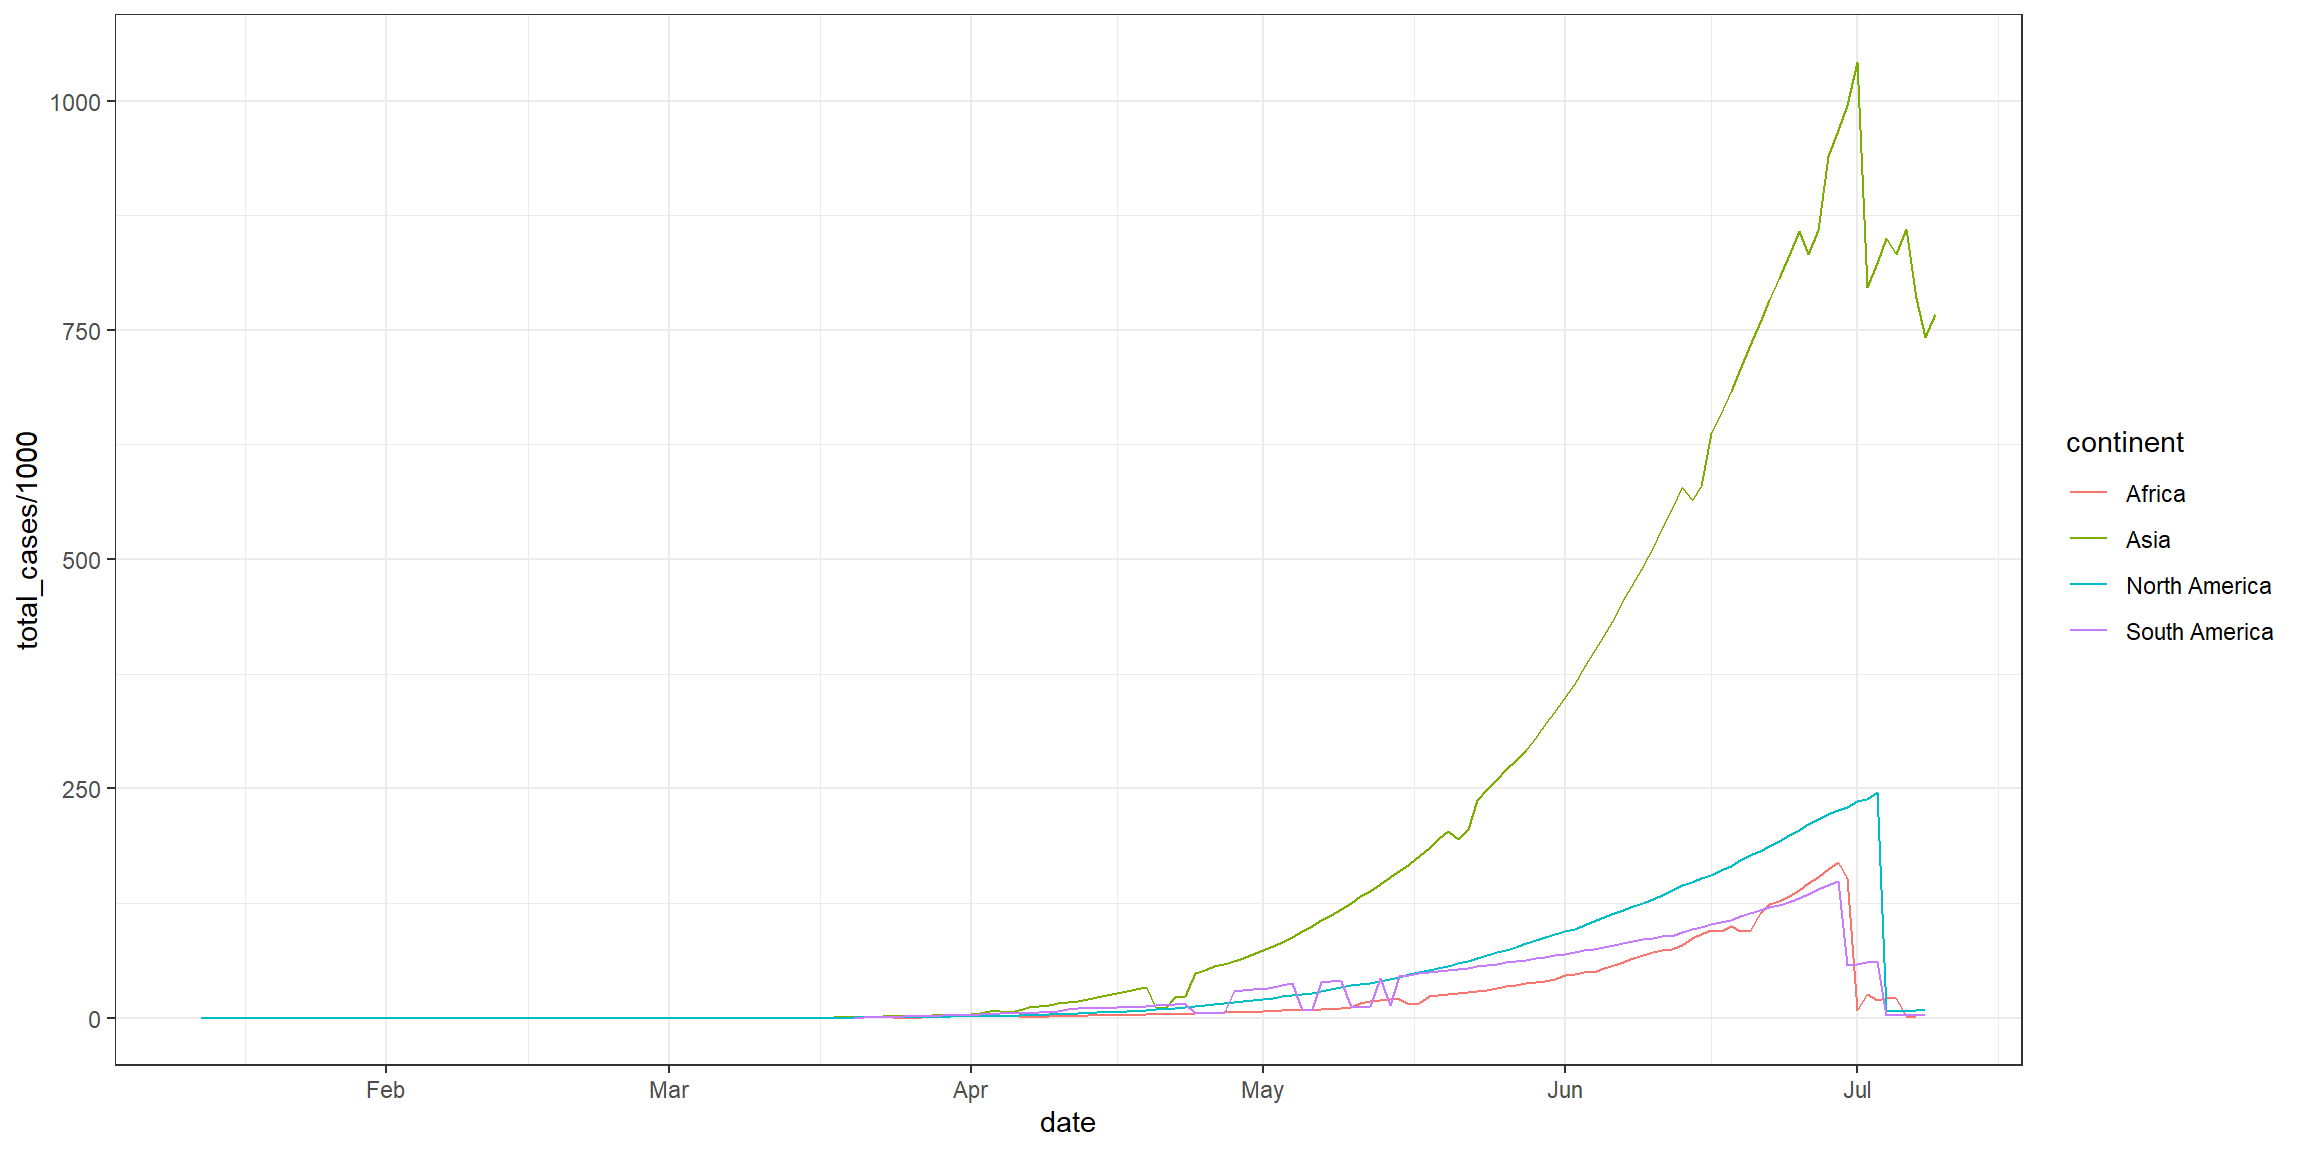 total_cases/1000
1000
750
500
250
0
Feb Mar Apr May Jun Jul
date
continent
Africa
Asia
North America
South America